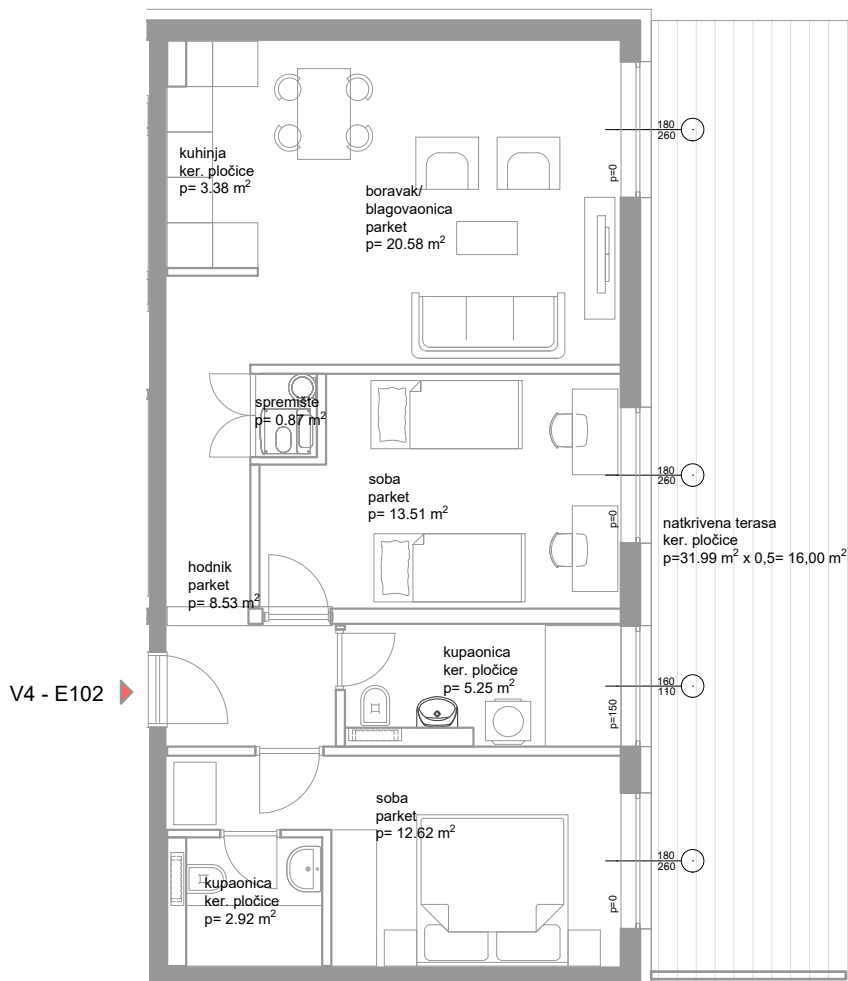 180
260
p=0
kuhinja
ker. pločice
p= 3.38 m²
boravak/
blagovaonica
parket
p= 20.58 m²
spremište
p= 0.87 m²
soba
parket
p= 13.51 m²
180
260
p=0
natkrivena terasa
ker. pločice
p=31.99 m² x 0,5= 16,00 m²
hodnik
parket
p= 8.53 m²
kupaonica
ker. pločice
p= 5.25 m²
V4 - E102
160
110
p=150
soba
parket
p= 12.62 m²
180
260
p=0
kupaonica
ker. pločice
p= 2.92 m²